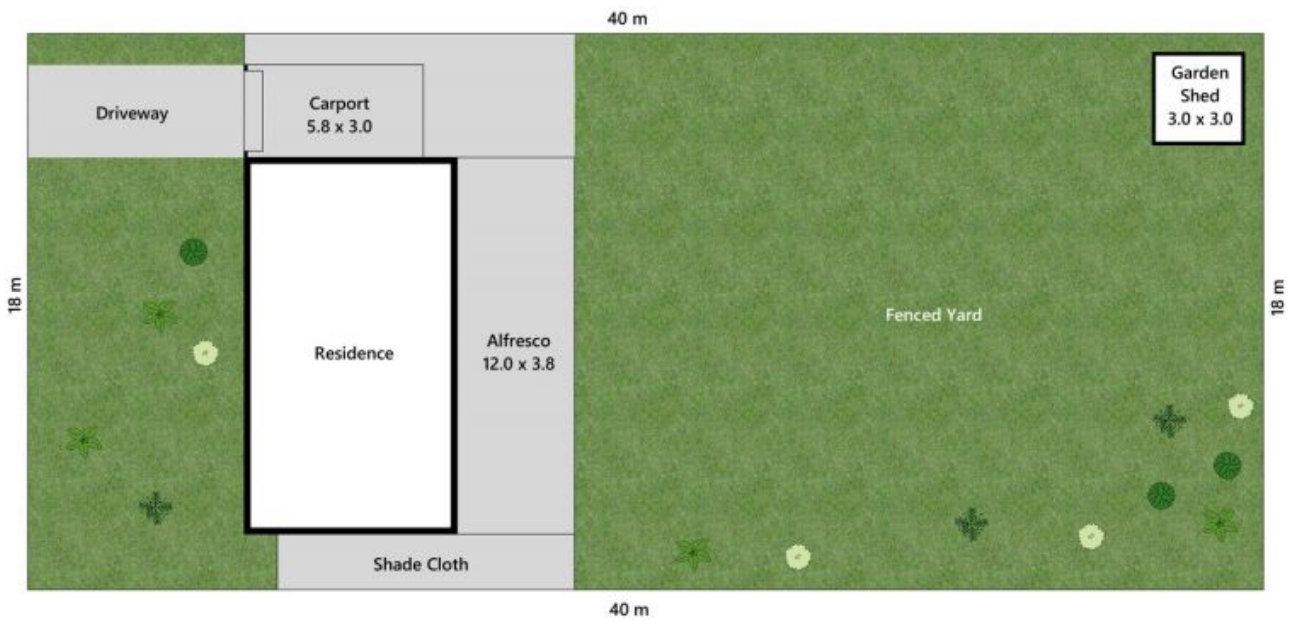 40 m
Garden
Shed
3.0 x 3.0
Driveway
Carport
5.8 x 3.0
18 m
18 m
Fenced Yard
Residence
Alfresco
12.0 x 3.8
Shade Cloth
40 m